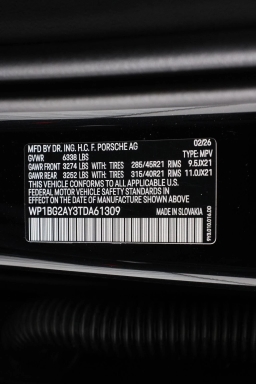 MFD BY DR. ING. H.C. F. PORSCHE AG 02/26
GVWR 6338 LBS TYPE: MPV
GAWR FRONT 3274 LBS WITH TIRES 285/45R21 RIMS 9.5JX21
GAWR REAR 3252 LBS WITH TIRES 315/40R21 RIMS 11.0JX21
THIS VEHICLE CONFORMS TO ALL APPLICABLE
FEDERAL MOTOR VEHICLE SAFETY STANDARDS IN
EFFECT ON THE DATE OF MANUFACTURE SHOWN ABOVE.
WP1BG2AY3TDA61309 MADE IN SLOVAKIA